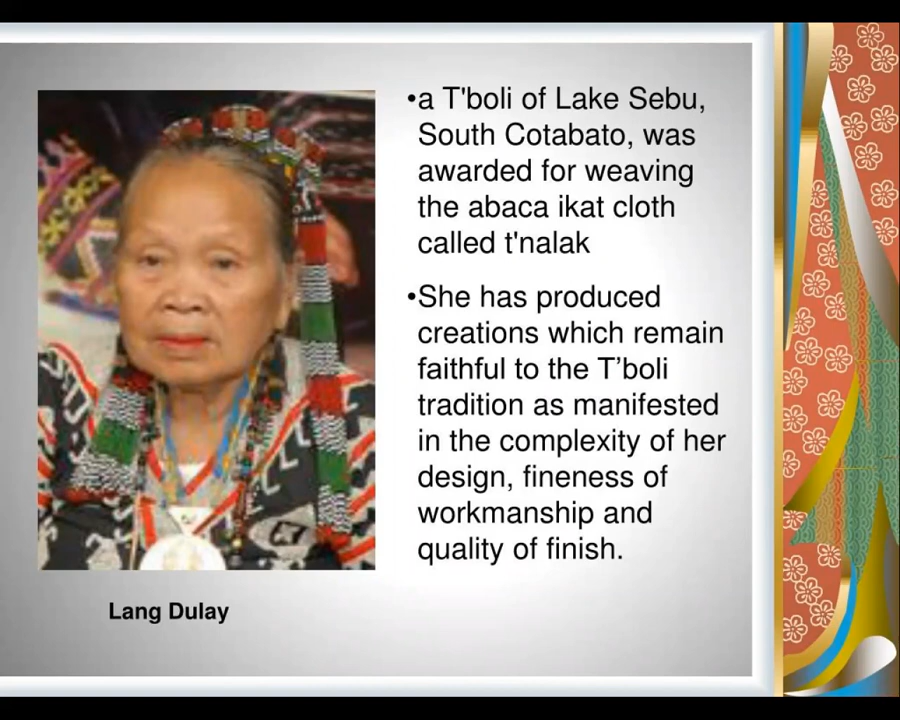 •a T'boli of Lake Sebu,
South Cotabato, was
awarded for weaving
the abaca ikat cloth
called t'nalak
•She has produced
creations which remain
faithful to the T’boli
tradition as manifested
in the complexity of her
design, fineness of
workmanship and
quality of finish.
Lang Dulay